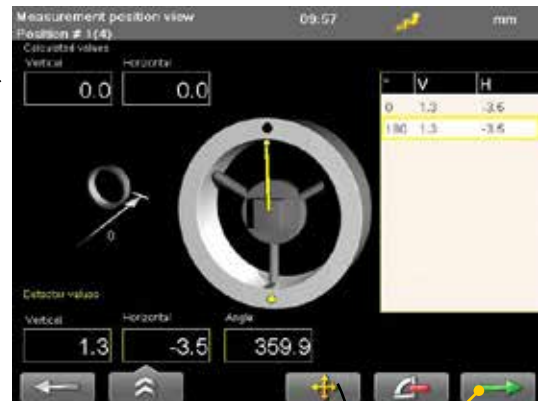 Measurement position view
09:57
mm
Position # 1(4)
Calculated values
Vertical
Horizontal
0.0
0.0
° V H
0 1.3 -3.6
180 1.3 -3.6
0
Detector values
Vertical
Horizontal
Angle
1.3
-3.5
359.9